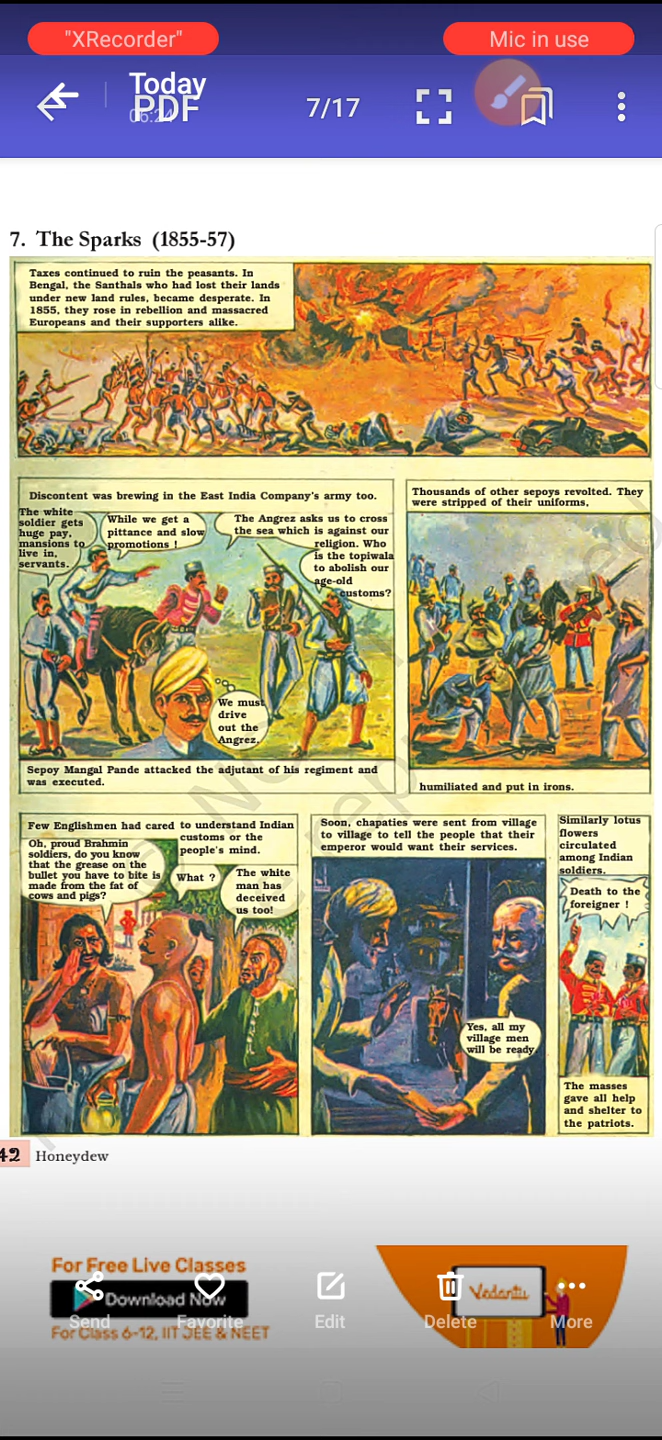 "XRecorder"
Mic in use
Today
PDF
7/17
7. The Sparks (1855-57)
Taxes continued to ruin the peasants. In
Bengal, the Santhals who had lost their lands
under new land rules, became desperate. In
1855, they rose in rebellion and massacred
Europeans and their supporters alike.
Discontent was brewing in the East India Company's army too.
The white
soldier gets
huge pay,
mansions to
live in,
servants.
While we get a
pittance and slow
promotions !
The Angrez asks us to cross
the sea which is against our
religion. Who
is the topiwala
to abolish our
age-old
customs?
We must
drive
out the
Angrez.
Sepoy Mangal Pande attacked the adjutant of his regiment and
was executed.
Thousands of other sepoys revolted. They
were stripped of their uniforms,
humiliated and put in irons.
Few Englishmen had cared to understand Indian
customs or the
people's mind.
Oh, proud Brahmin
soldiers, do you know
that the grease on the
bullet you have to bite is
made from the fat of
cows and pigs?
What ?
The white
man has
deceived
us too!
Soon, chapaties were sent from village
to village to tell the people that their
emperor would want their services.
Yes, all my
village men
will be ready
Similarly lotus
flowers
circulated
among Indian
soldiers.
Death to the
foreigner !
The masses
gave all help
and shelter to
the patriots.
42 Honeydew
For Free Live Classes
Download Now
For Class 6-12, IIT JEE & NEET
Vedantu
Send
Favorite
Edit
Delete
More